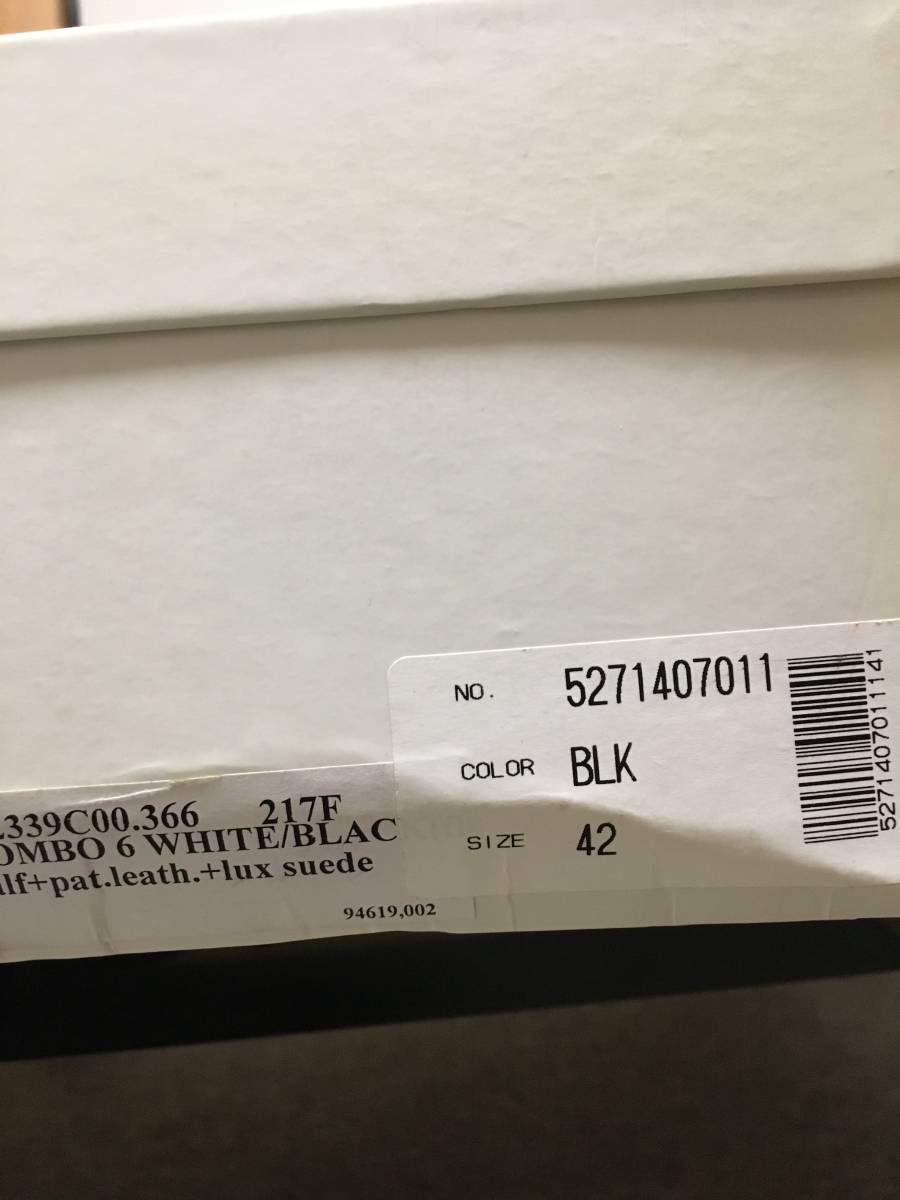 NO. 5271407011
COLOR BLK
SIZE 42
5271407011141
.339C00.366 217F
OMBO 6 WHITE/BLAC
lf+pat.leath.+lux suede
94619,002